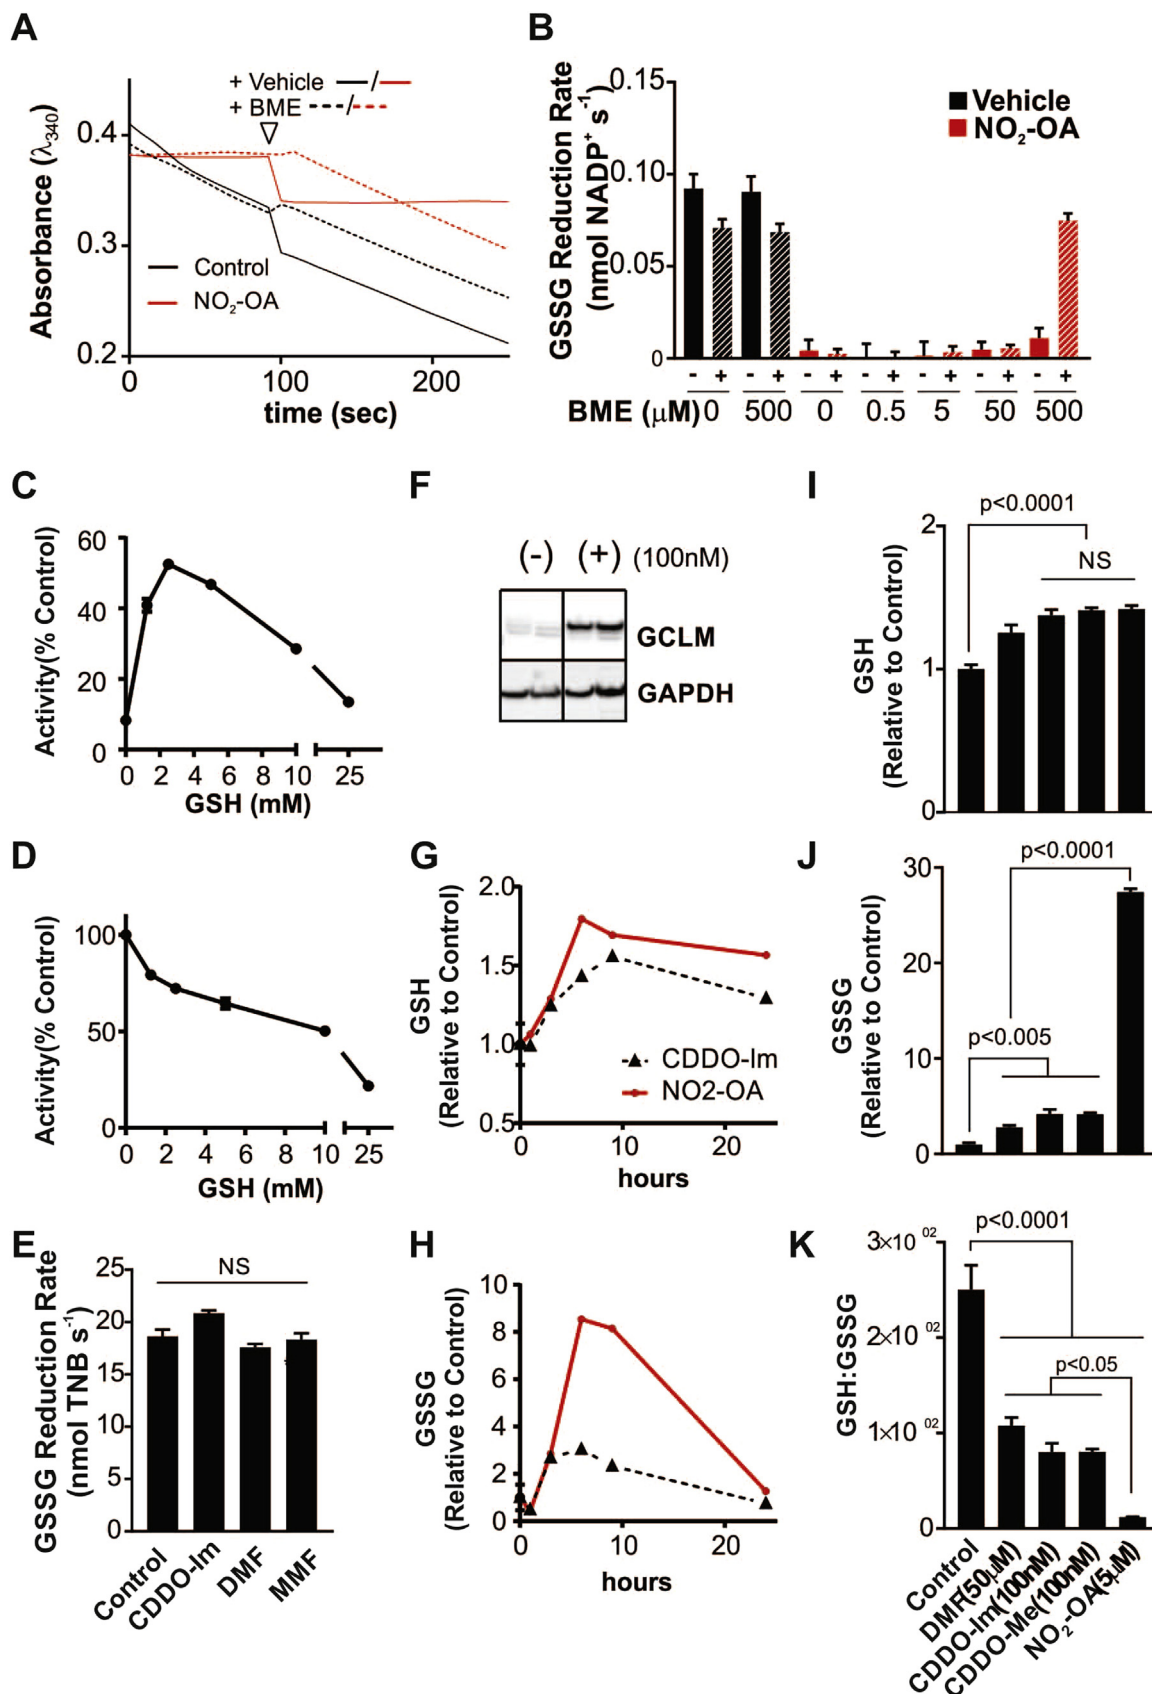 A
+ Vehicle — / —
+ BME --- / ---
Absorbance (λ340)
0.4
0.3
0.2
Control
NO2-OA
0 100 200
time (sec)
B
GSSG Reduction Rate
(nmol NADP+ s-1)
0.15
0.10
0.05
0
Vehicle
NO2-OA
- + - + - + - + - + - + - +
BME (μM) 0 500 0 0.5 5 50 500
C
Activity(% Control)
60
40
20
0
0 2 4 6 8 10 25
GSH (mM)
D
Activity(% Control)
100
50
0
0 2 4 6 8 10 25
GSH (mM)
E
GSSG Reduction Rate
(nmol TNB s-1)
25
20
15
10
5
0
NS
Control
CDDO-Im
DMF
MMF
F
(-) (+) (100nM)
GCLM
GAPDH
G
GSH
(Relative to Control)
2.0
1.5
1.0
0.5
CDDO-Im
NO2-OA
0 10 20
hours
H
GSSG
(Relative to Control)
10
8
6
4
2
0
0 10 20
hours
I
GSH
(Relative to Control)
2
1
0
p<0.0001
NS
J
GSSG
(Relative to Control)
30
20
10
0
p<0.0001
p<0.005
K
GSH:GSSG
3×10 02
2×10 02
1×10 02
0
p<0.0001
p<0.05
Control
DMF(50μM)
CDDO-Im(100nM)
CDDO-Me(100nM)
NO2-OA(5μM)